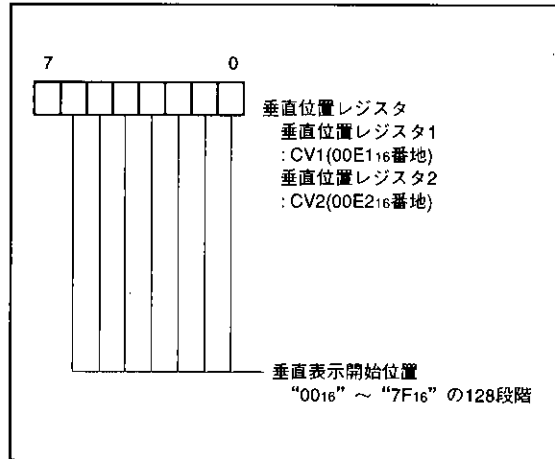 7 0
垂直位置レジスタ
垂直位置レジスタ1
: CV1(00E116番地)
垂直位置レジスタ2
: CV2(00E216番地)
垂直表示開始位置
“0016” ～ “7F16” の128段階